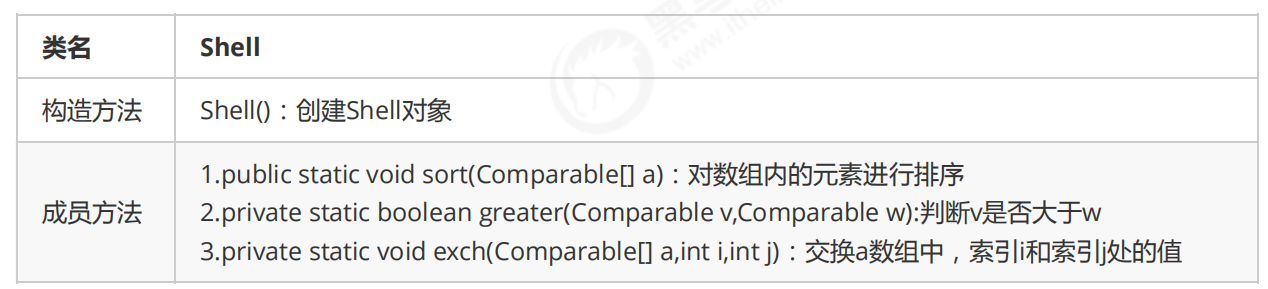 类名 Shell
构造方法 Shell()：创建Shell对象
成员方法
1.public static void sort(Comparable[] a)：对数组内的元素进行排序
2.private static boolean greater(Comparable v,Comparable w):判断v是否大于w
3.private static void exch(Comparable[] a,int i,int j)：交换a数组中，索引i和索引j处的值